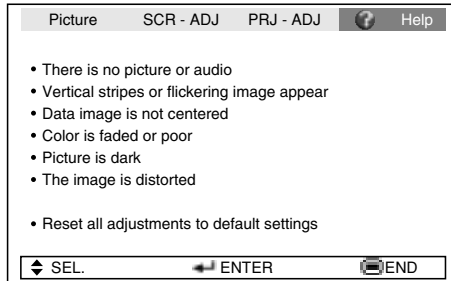 Picture SCR - ADJ PRJ - ADJ ? Help
• There is no picture or audio
• Vertical stripes or flickering image appear
• Data image is not centered
• Color is faded or poor
• Picture is dark
• The image is distorted
• Reset all adjustments to default settings
SEL. ENTER END